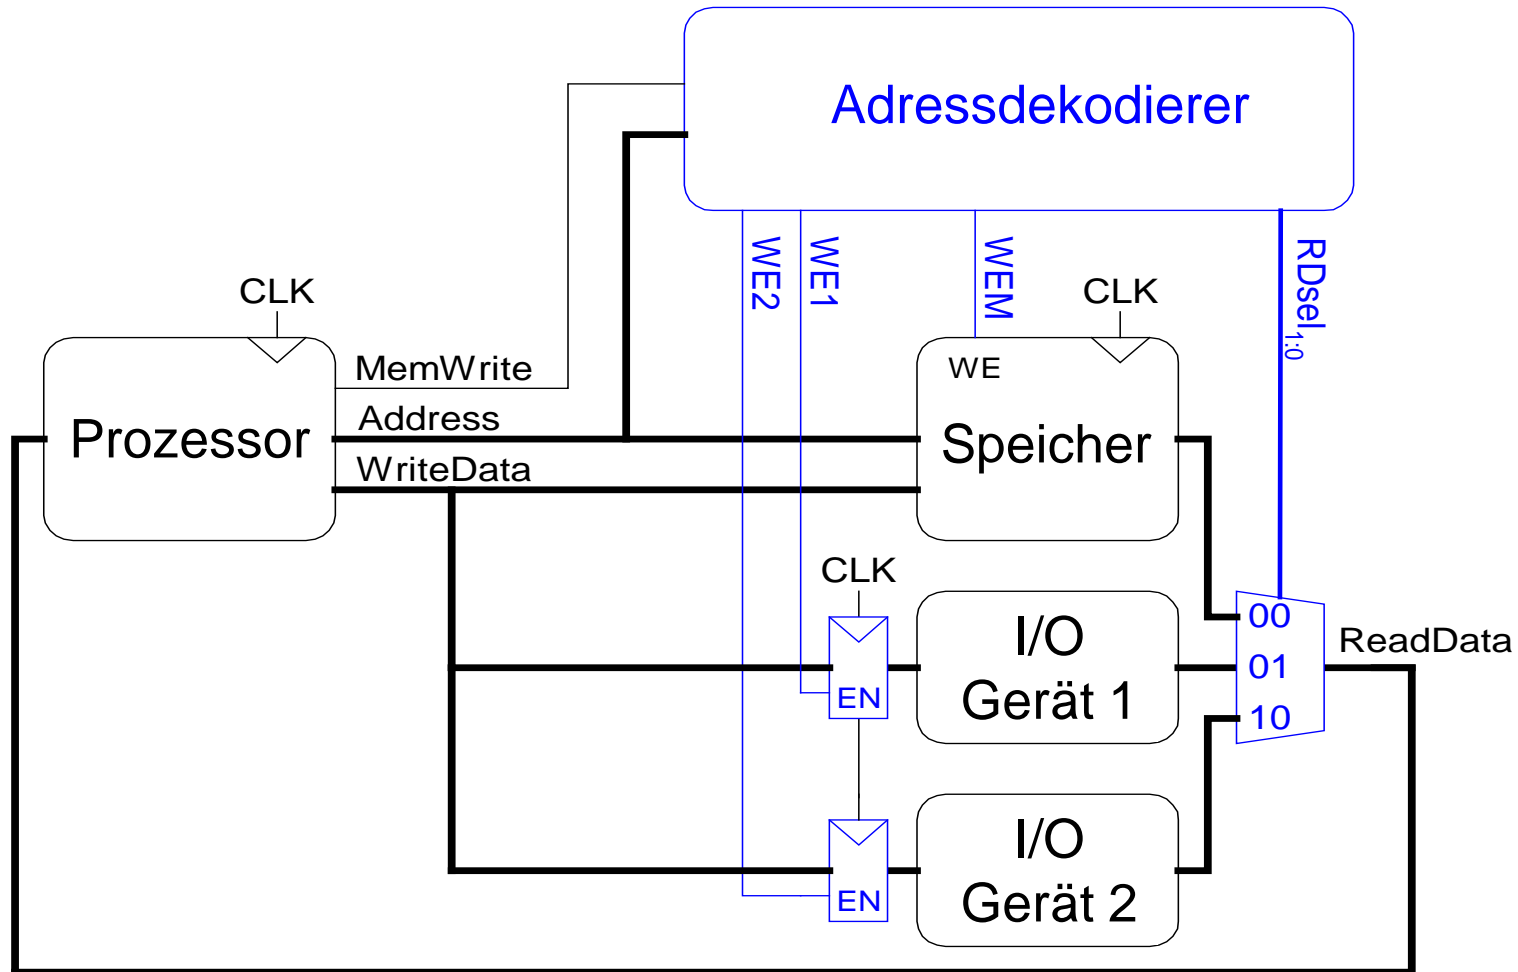 Adressdekodierer
WE2
WE1
WEM
RDsel1:0
CLK
CLK
MemWrite
WE
Address
Prozessor
Speicher
WriteData
CLK
I/O
Gerät 1
EN
00
01
10
ReadData
I/O
Gerät 2
EN